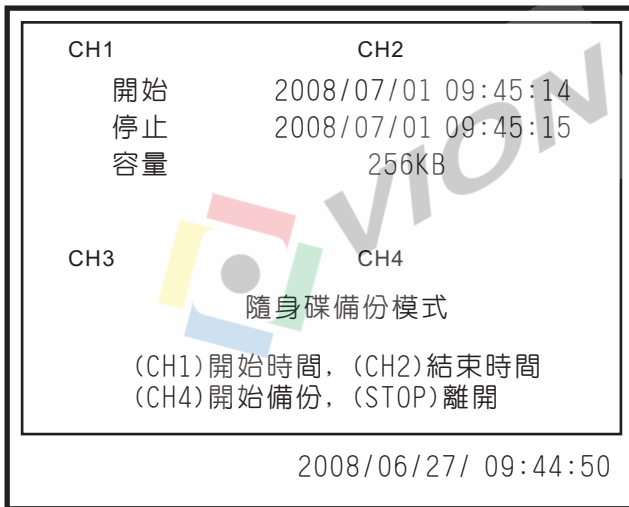 CH1 CH2
開始 2008/07/01 09:45:14
停止 2008/07/01 09:45:15
容量 256KB
VION
CH3 CH4
隨身碟備份模式
(CH1)開始時間, (CH2)結束時間
(CH4)開始備份, (STOP)離開
2008/06/27/ 09:44:50